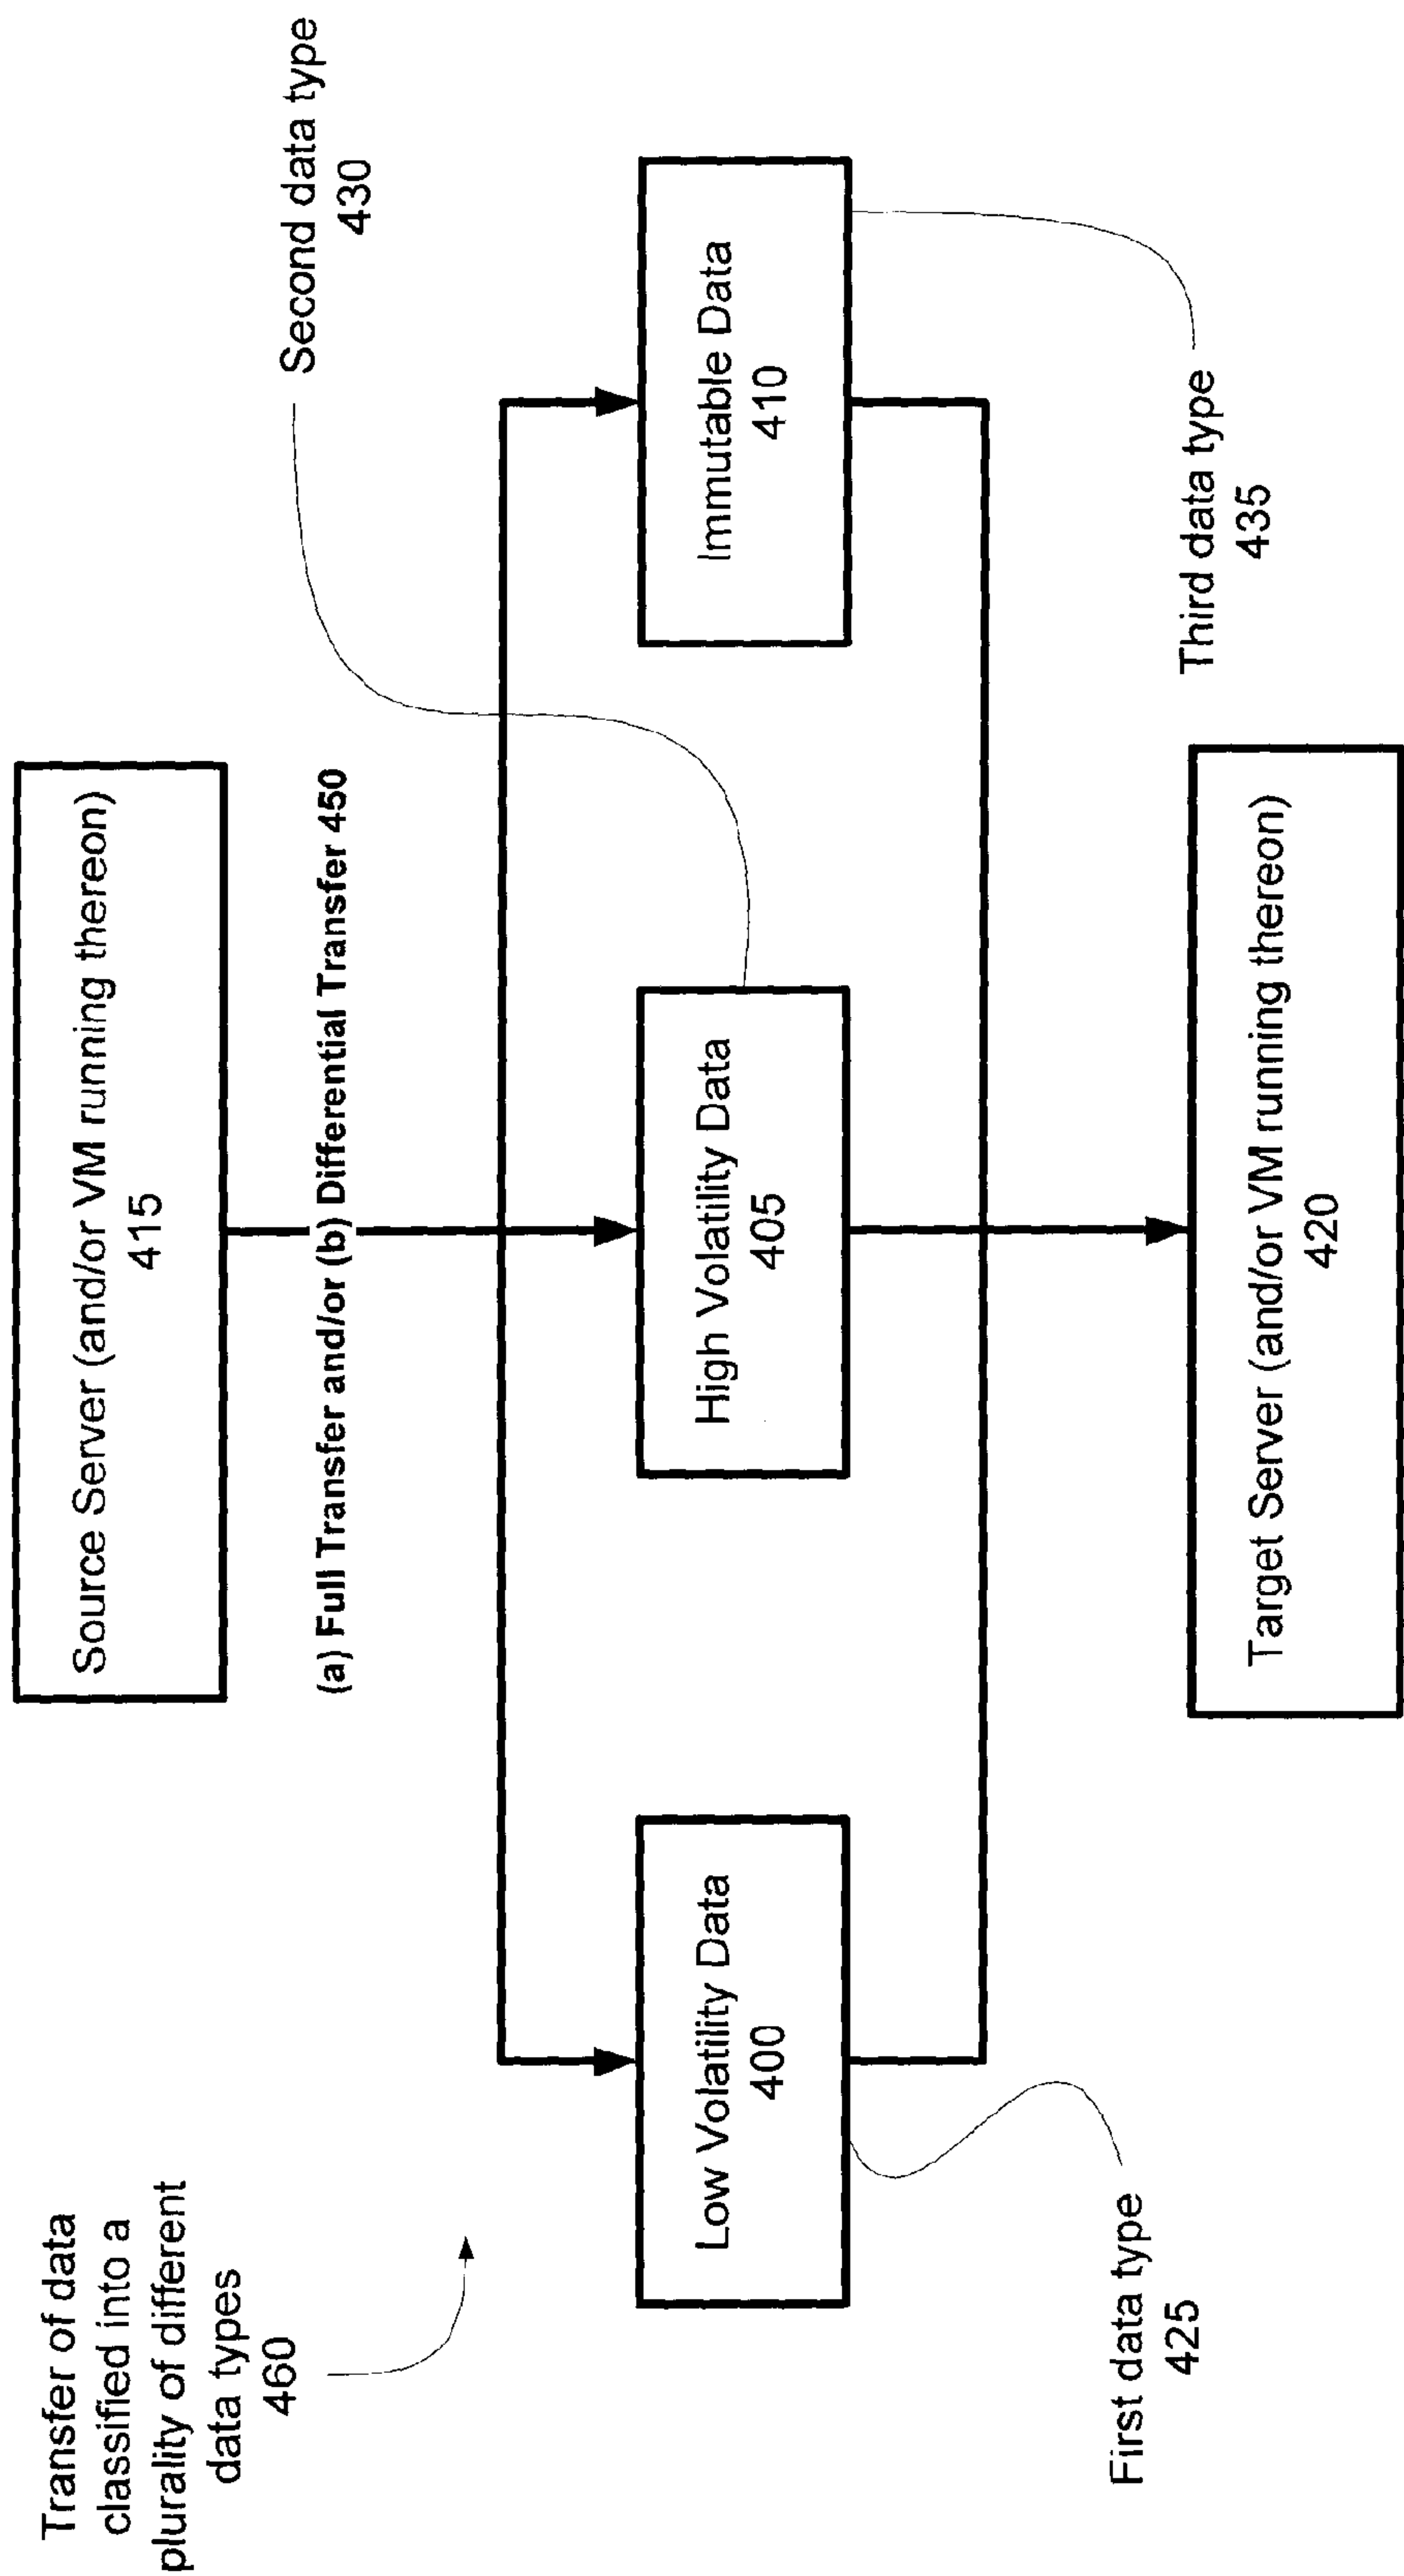 Transfer of data
classified into a
plurality of different
data types
460
Source Server (and/or VM running thereon)
415
(a) Full Transfer and/or (b) Differential Transfer 450
Second data type
430
Low Volatility Data
400
High Volatility Data
405
Immutable Data
410
First data type
425
Third data type
435
Target Server (and/or VM running thereon)
420